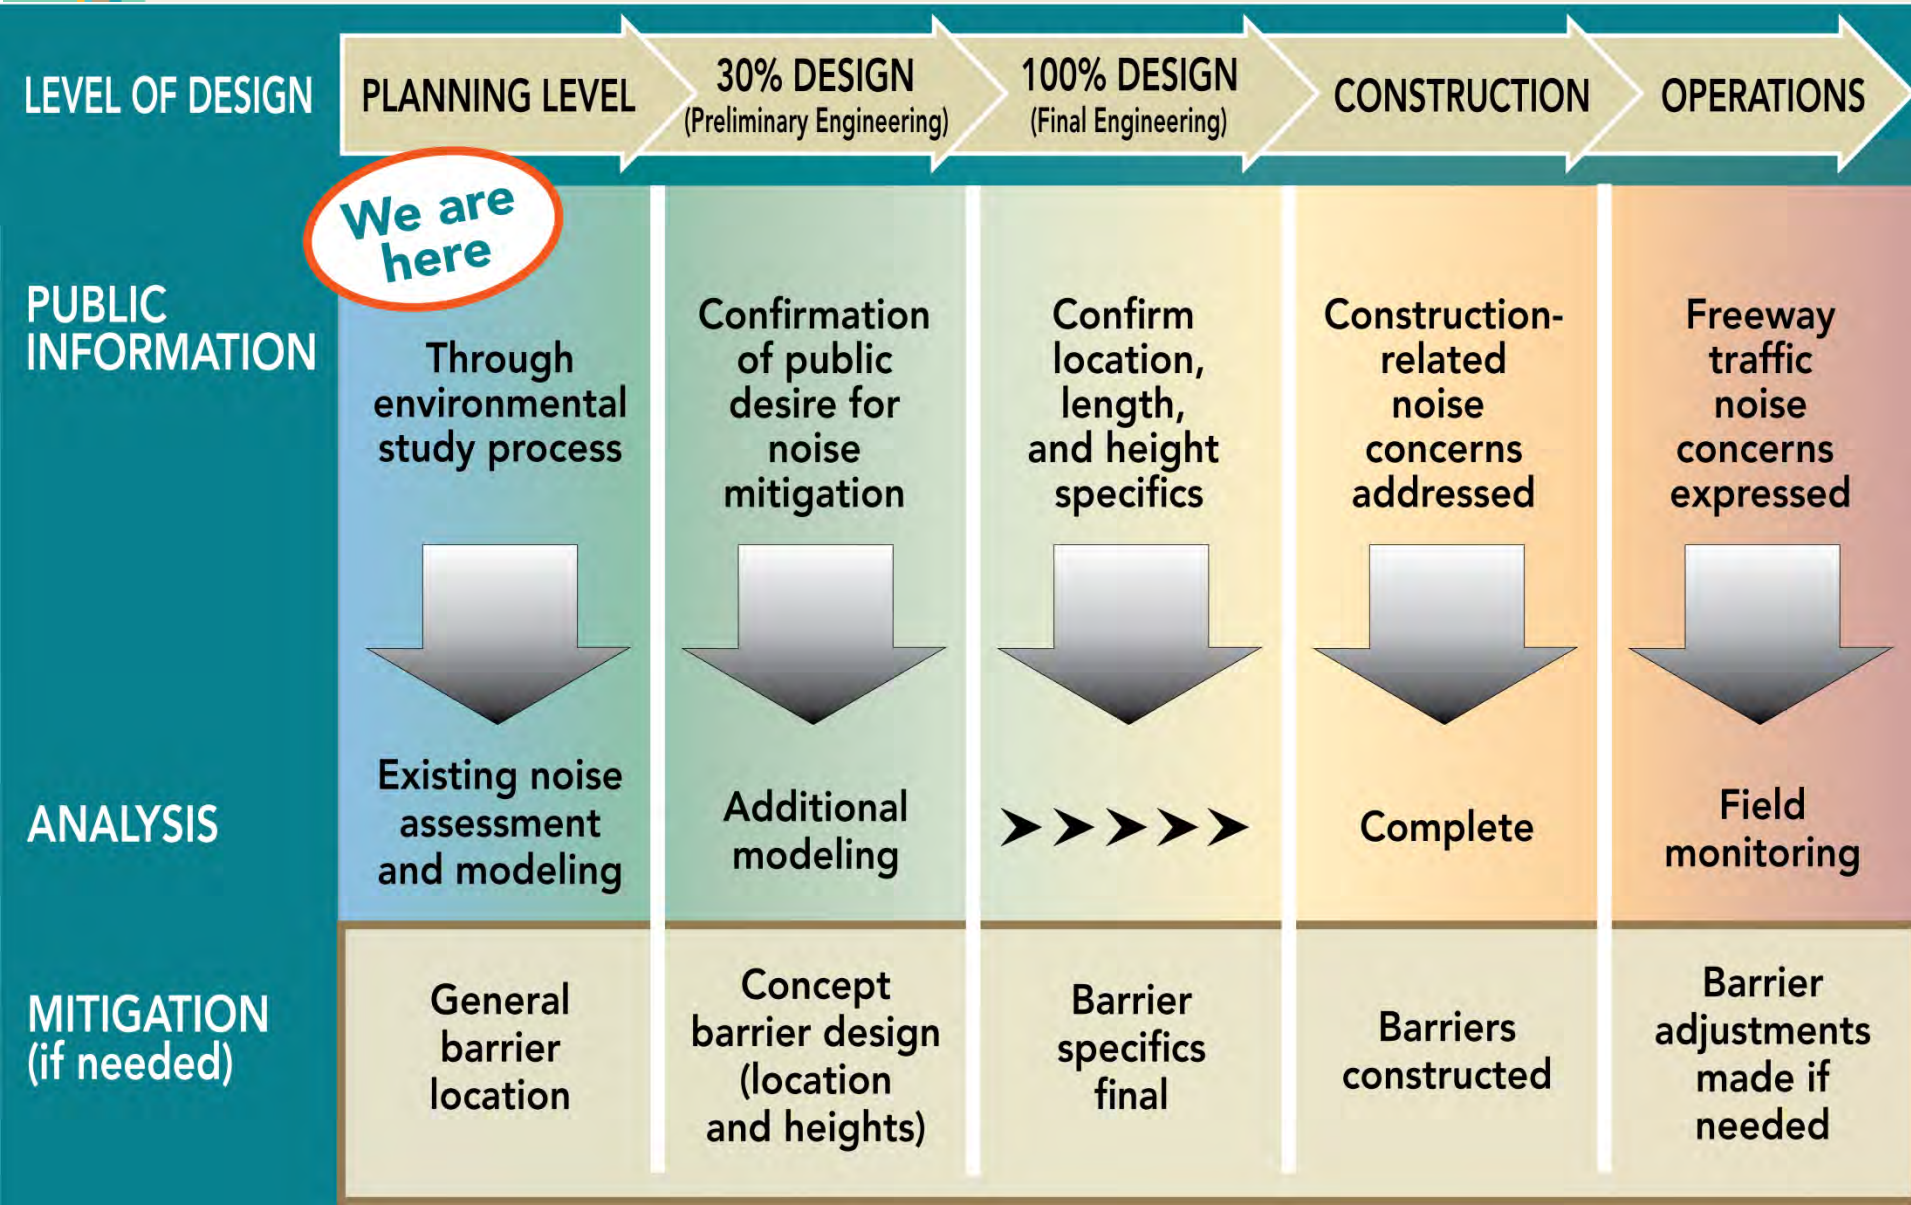 LEVEL OF DESIGN
PLANNING LEVEL
30% DESIGN
(Preliminary Engineering)
100% DESIGN
(Final Engineering)
CONSTRUCTION
OPERATIONS
We are
here
PUBLIC
INFORMATION
Through
environmental
study process
Confirmation
of public
desire for
noise
mitigation
Confirm
location,
length,
and height
specifics
Construction-
related
noise
concerns
addressed
Freeway
traffic
noise
concerns
expressed
ANALYSIS
Existing noise
assessment
and modeling
Additional
modeling
Complete
Field
monitoring
MITIGATION
(if needed)
General
barrier
location
Concept
barrier design
(location
and heights)
Barrier
specifics
final
Barriers
constructed
Barrier
adjustments
made if
needed